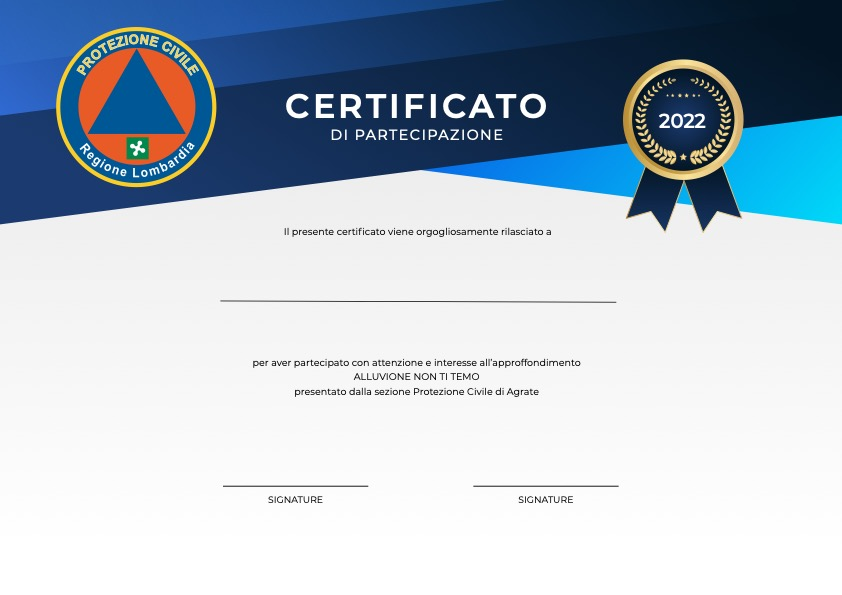 PROTEZIONE CIVILE
Regione Lombardia
CERTIFICATO
DI PARTECIPAZIONE
2022
Il presente certificato viene orgogliosamente rilasciato a
per aver partecipato con attenzione e interesse all'approffondimento
ALLUVIONE NON TI TEMO
presentato dalla sezione Protezione Civile di Agrate
SIGNATURE
SIGNATURE